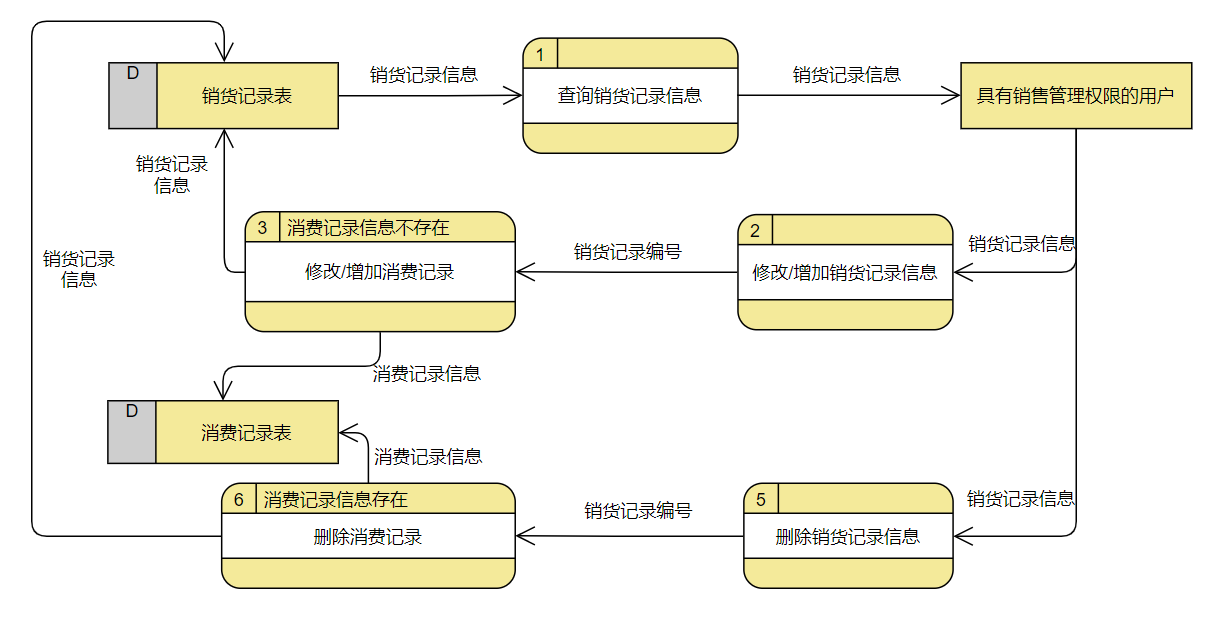 1
D
销货记录信息
销货记录信息
销货记录表
查询销货记录信息
具有销售管理权限的用户
销货记录
信息
3
消费记录信息不存在
2
销货记录编号
销货记录信息
销货记录
信息
修改/增加消费记录
修改/增加销货记录信息
消费记录信息
D
消费记录表
消费记录信息
6
消费记录信息存在
5
销货记录编号
销货记录信息
删除消费记录
删除销货记录信息